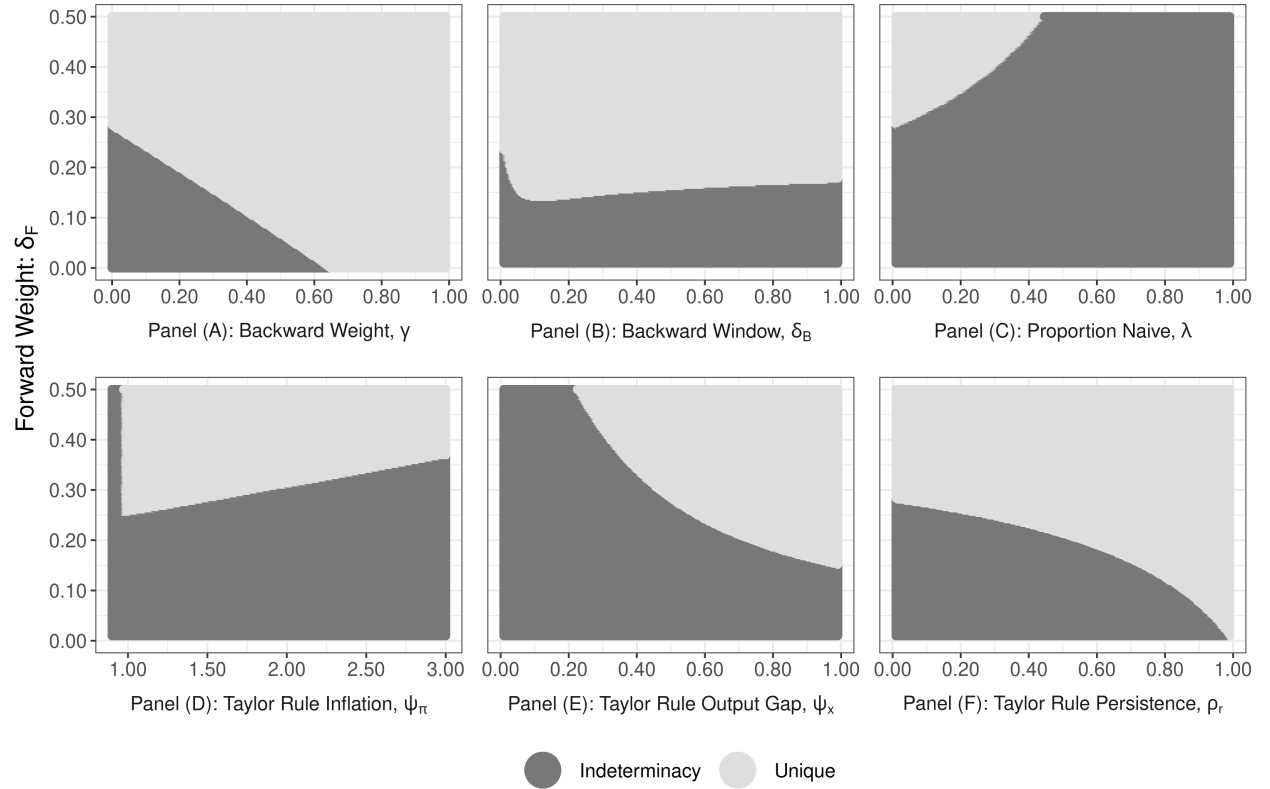 Forward Weight: δF
0.50
0.40
0.30
0.20
0.10
0.00
0.00 0.20 0.40 0.60 0.80 1.00
Panel (A): Backward Weight, γ
0.00 0.20 0.40 0.60 0.80 1.00
Panel (B): Backward Window, δB
0.00 0.20 0.40 0.60 0.80 1.00
Panel (C): Proportion Naive, λ
0.50
0.40
0.30
0.20
0.10
0.00
1.00 1.50 2.00 2.50 3.00
Panel (D): Taylor Rule Inflation, ψπ
0.00 0.20 0.40 0.60 0.80 1.00
Panel (E): Taylor Rule Output Gap, ψx
0.00 0.20 0.40 0.60 0.80 1.00
Panel (F): Taylor Rule Persistence, ρr
Indeterminacy Unique